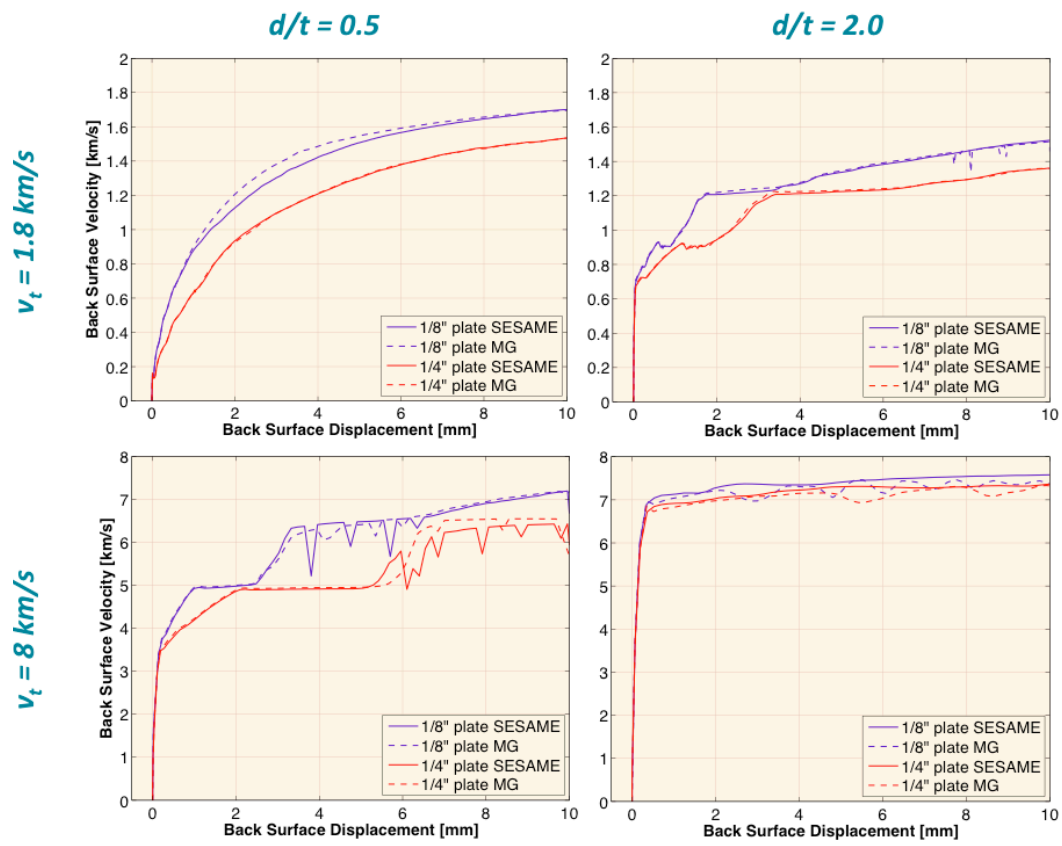 d/t = 0.5
d/t = 2.0
v_t = 1.8 km/s
Back Surface Velocity [km/s]
2
1.8
1.6
1.4
1.2
1
0.8
0.6
0.4
0.2
0
1/8" plate SESAME
1/8" plate MG
1/4" plate SESAME
1/4" plate MG
0 2 4 6 8 10
Back Surface Displacement [mm]
Back Surface Velocity [km/s]
2
1.8
1.6
1.4
1.2
1
0.8
0.6
0.4
0.2
0
1/8" plate SESAME
1/8" plate MG
1/4" plate SESAME
1/4" plate MG
0 2 4 6 8 10
Back Surface Displacement [mm]
v_t = 8 km/s
Back Surface Velocity [km/s]
8
7
6
5
4
3
2
1
0
1/8" plate SESAME
1/8" plate MG
1/4" plate SESAME
1/4" plate MG
0 2 4 6 8 10
Back Surface Displacement [mm]
Back Surface Velocity [km/s]
8
7
6
5
4
3
2
1
0
1/8" plate SESAME
1/8" plate MG
1/4" plate SESAME
1/4" plate MG
0 2 4 6 8 10
Back Surface Displacement [mm]